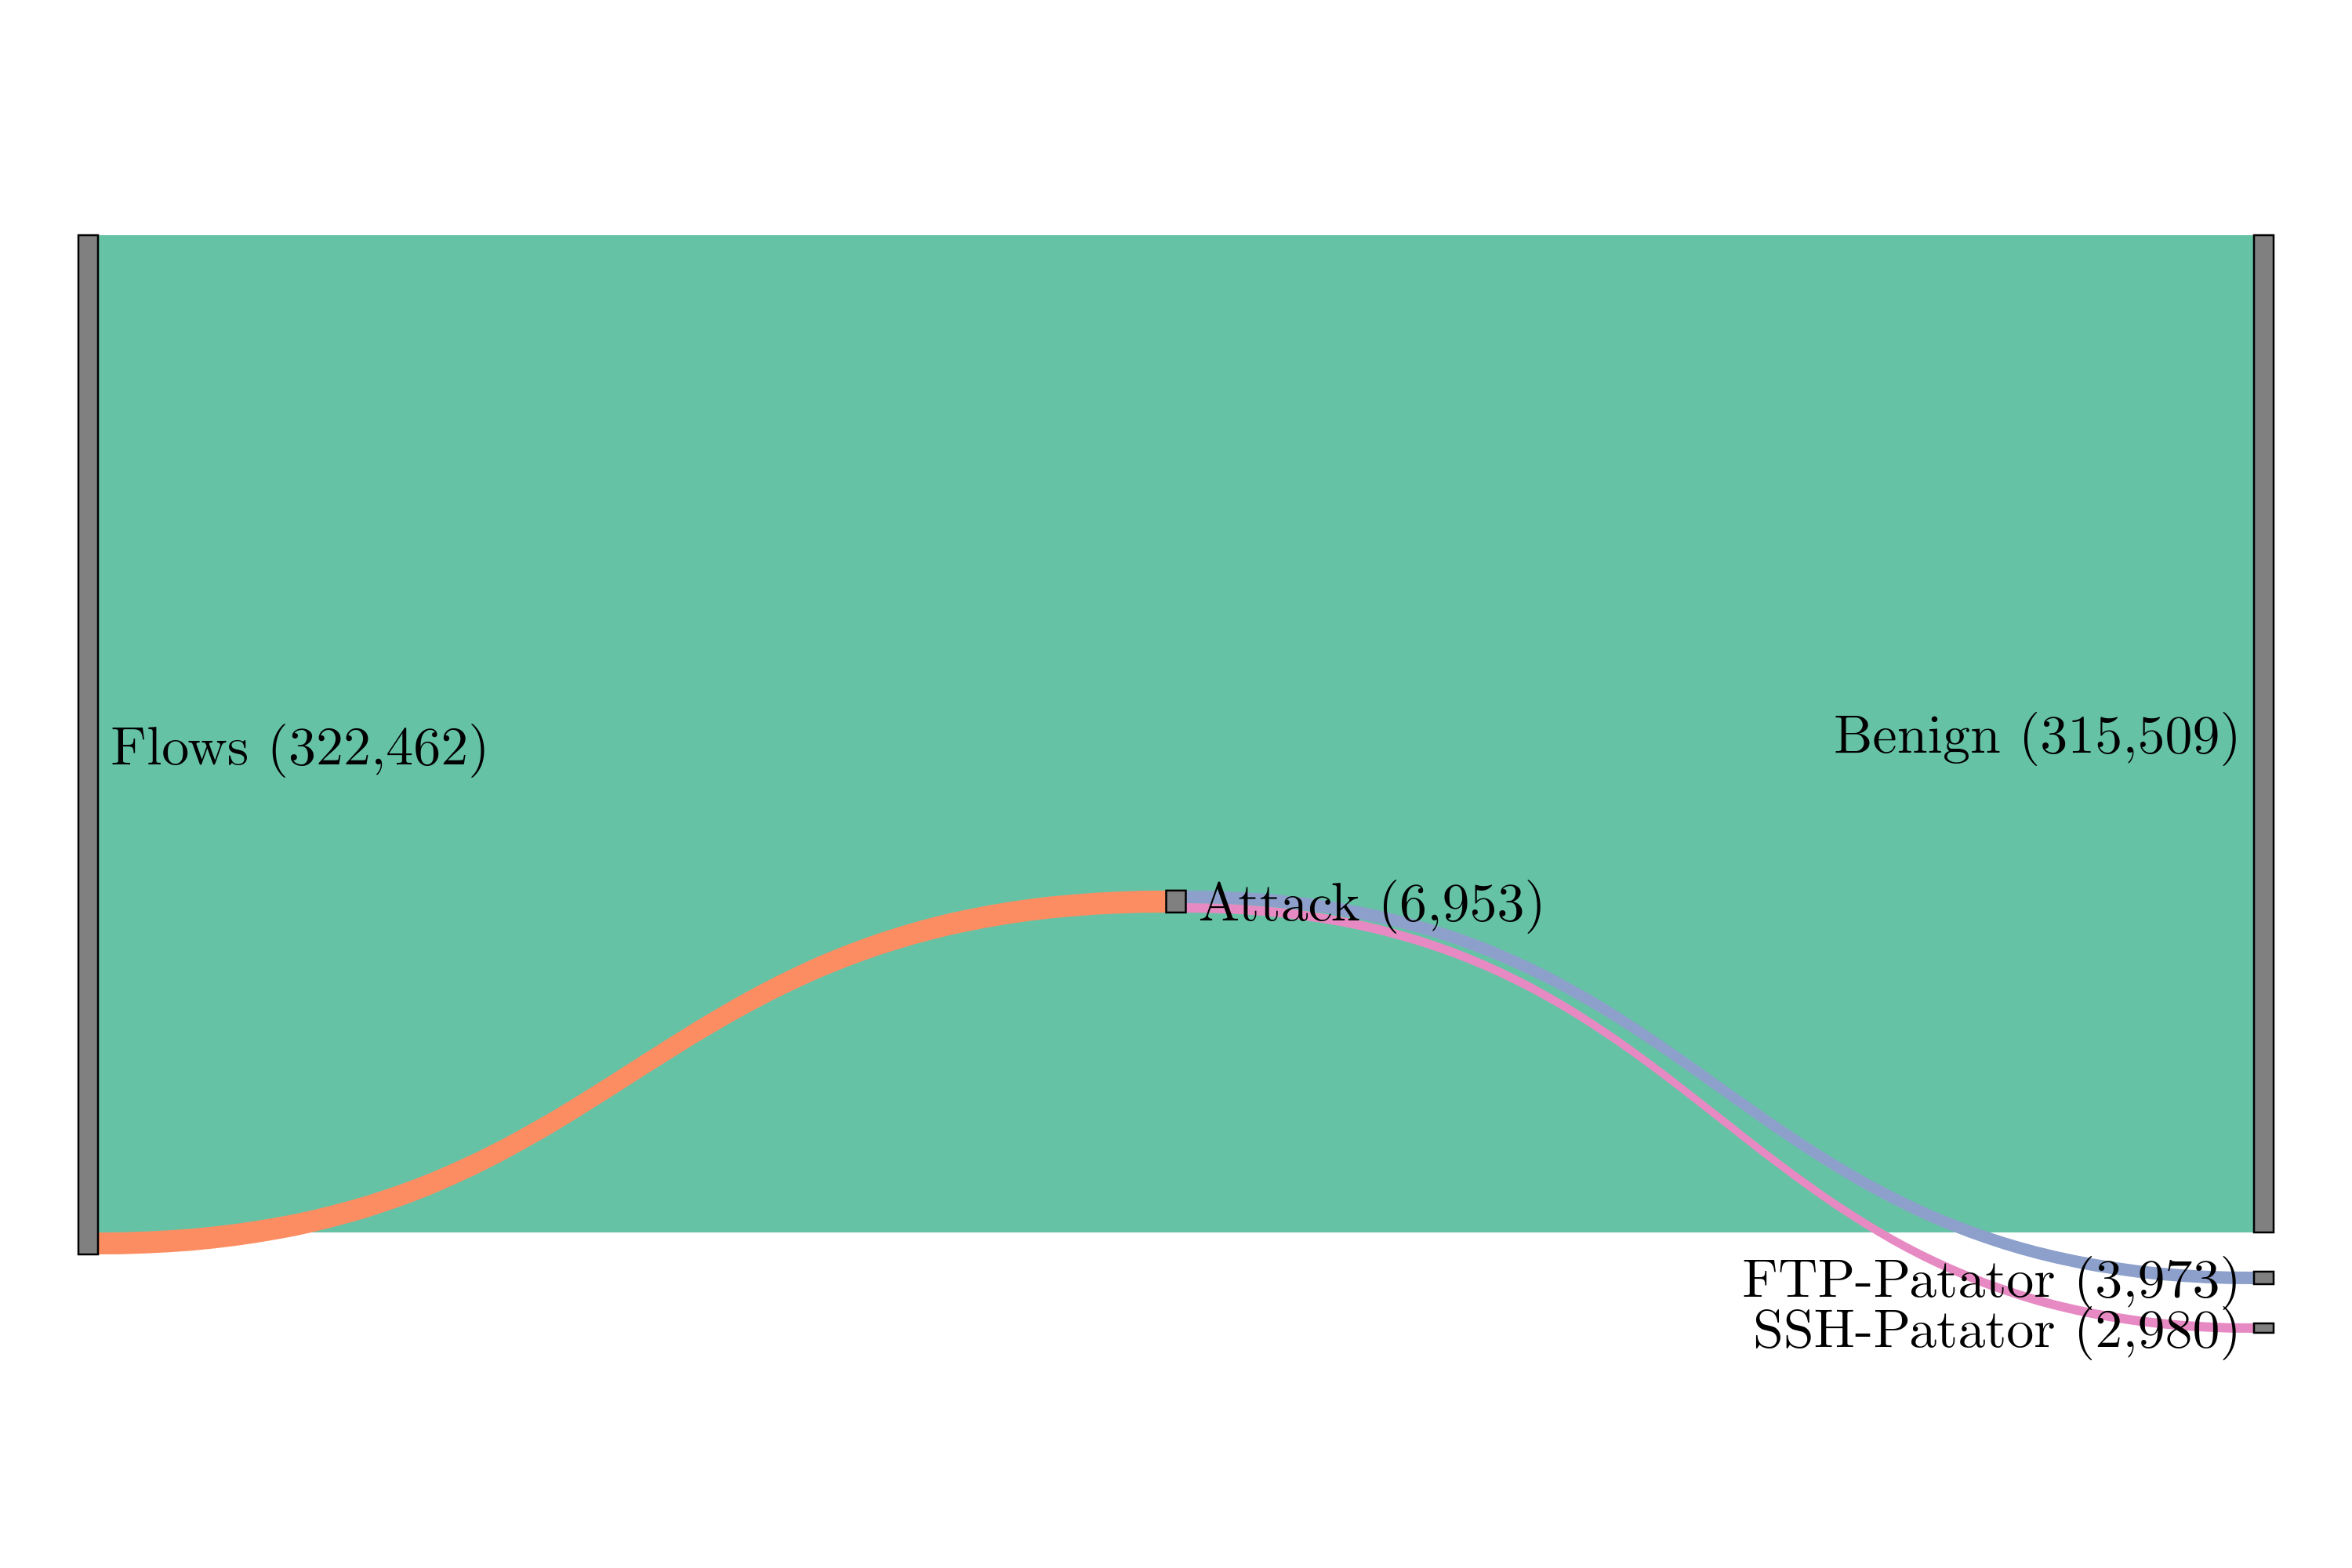 Flows (322,462)
Benign (315,509)
Attack (6,953)
FTP-Patator (3,973)
SSH-Patator (2,980)